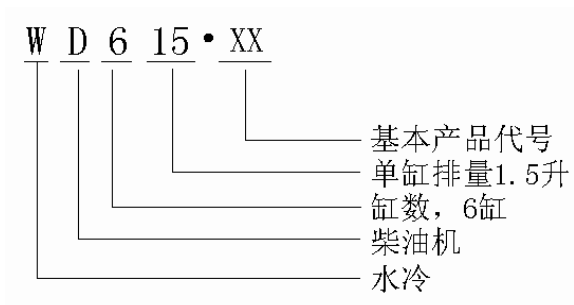 W D 6 15·XX
基本产品代号
单缸排量1.5升
缸数，6缸
柴油机
水冷